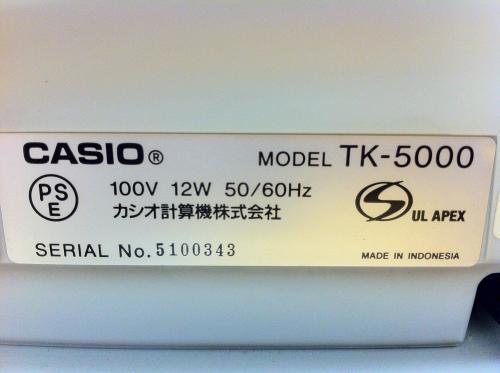 CASIO® MODEL TK-5000
PS
E
100V 12W 50/60Hz
カシオ計算機株式会社
S UL APEX
SERIAL No. 5100343
MADE IN INDONESIA